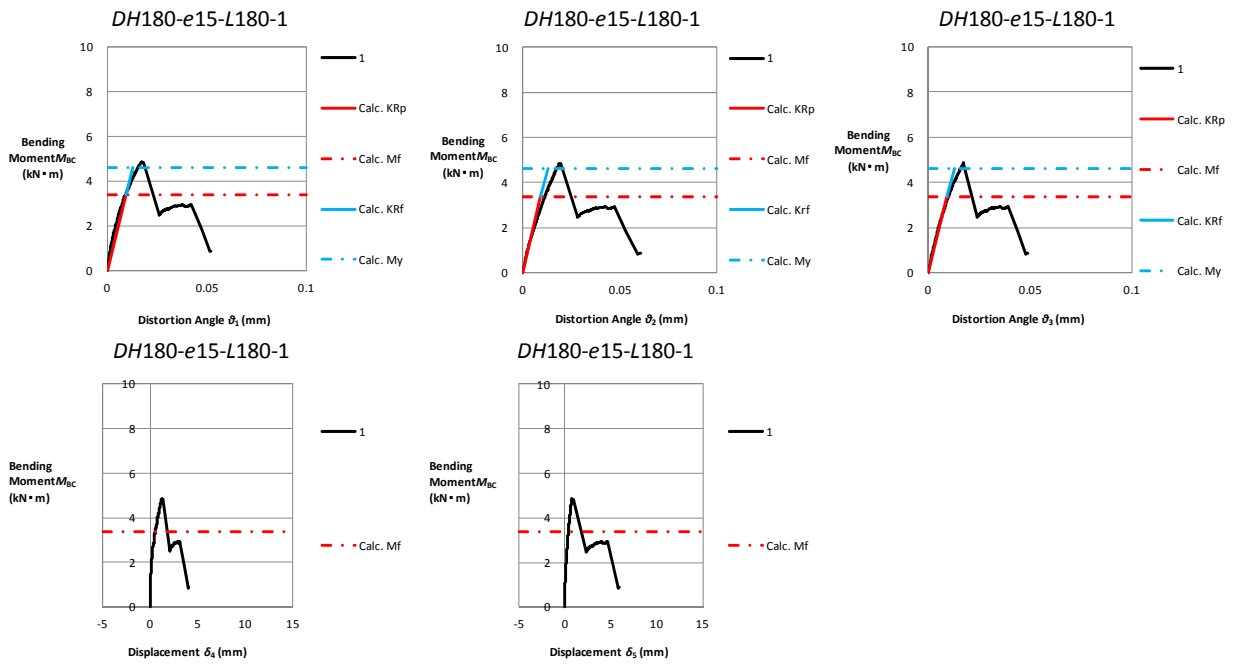 DH180-e15-L180-1
10
8
6
4
2
0
0
0.05
0.1
Bending
MomentM_BC
(kN・m)
Distortion Angle ϑ₁ (mm)
1
Calc. KRp
Calc. Mf
Calc. KRf
Calc. My
DH180-e15-L180-1
10
8
6
4
2
0
0
0.05
0.1
Bending
MomentM_BC
(kN・m)
Distortion Angle ϑ₂ (mm)
1
Calc. KRp
Calc. Mf
Calc. Krf
Calc. My
DH180-e15-L180-1
10
8
6
4
2
0
0
0.05
0.1
Bending
MomentM_BC
(kN・m)
Distortion Angle ϑ₃ (mm)
1
Calc. KRp
Calc. Mf
Calc. KRf
Calc. My
DH180-e15-L180-1
10
8
6
4
2
0
-5
0
5
10
15
Bending
MomentM_BC
(kN・m)
Displacement δ₄ (mm)
1
Calc. Mf
DH180-e15-L180-1
10
8
6
4
2
0
-5
0
5
10
15
Bending
MomentM_BC
(kN・m)
Displacement δ₅ (mm)
1
Calc. Mf